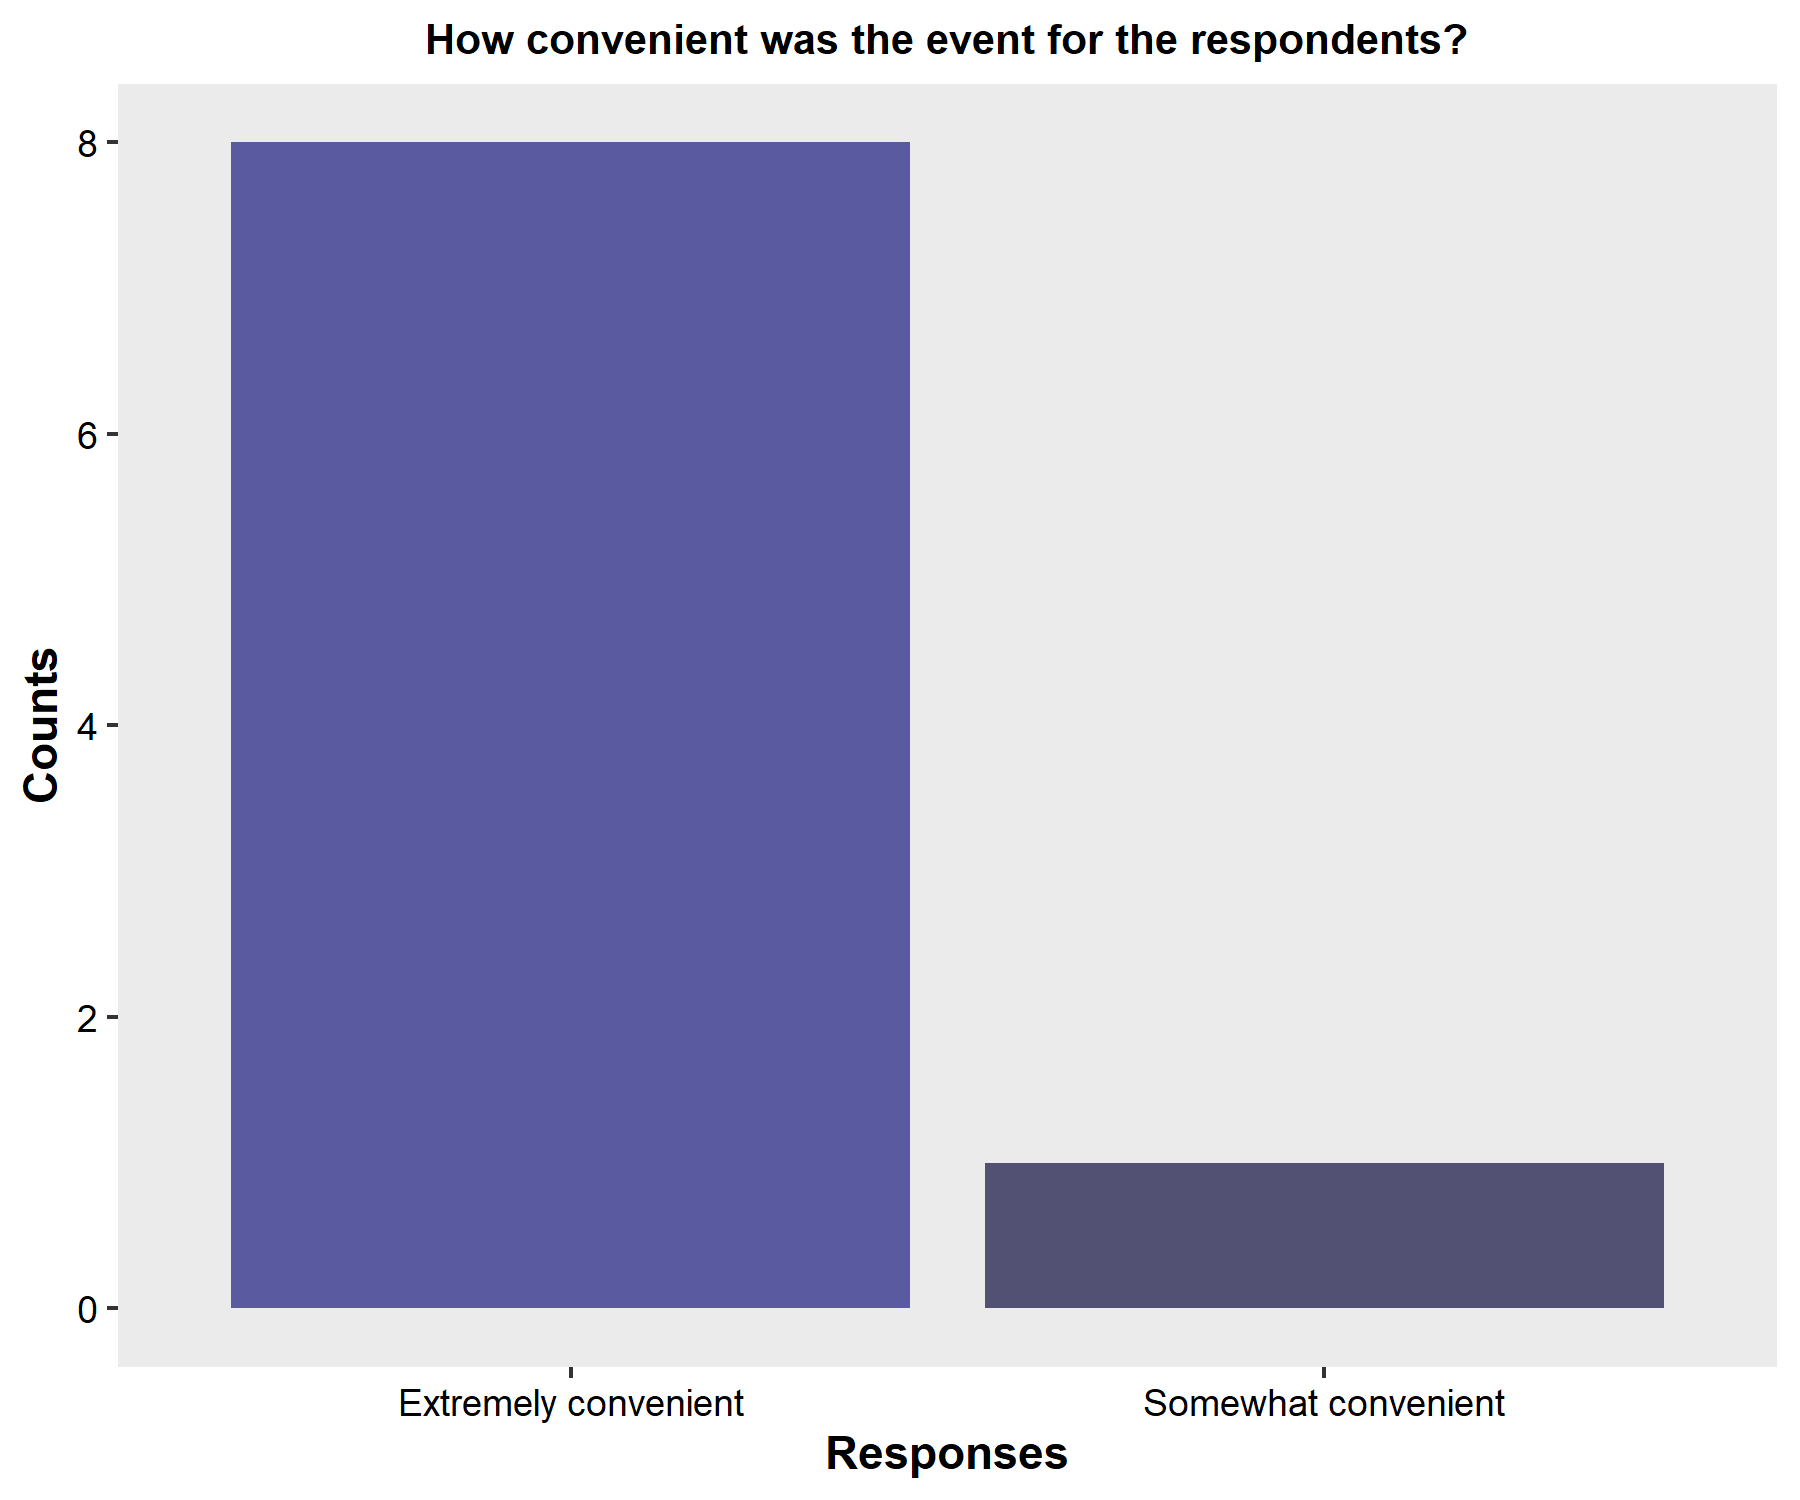 How convenient was the event for the respondents?
8
6
4
2
0
Counts
Extremely convenient
Somewhat convenient
Responses